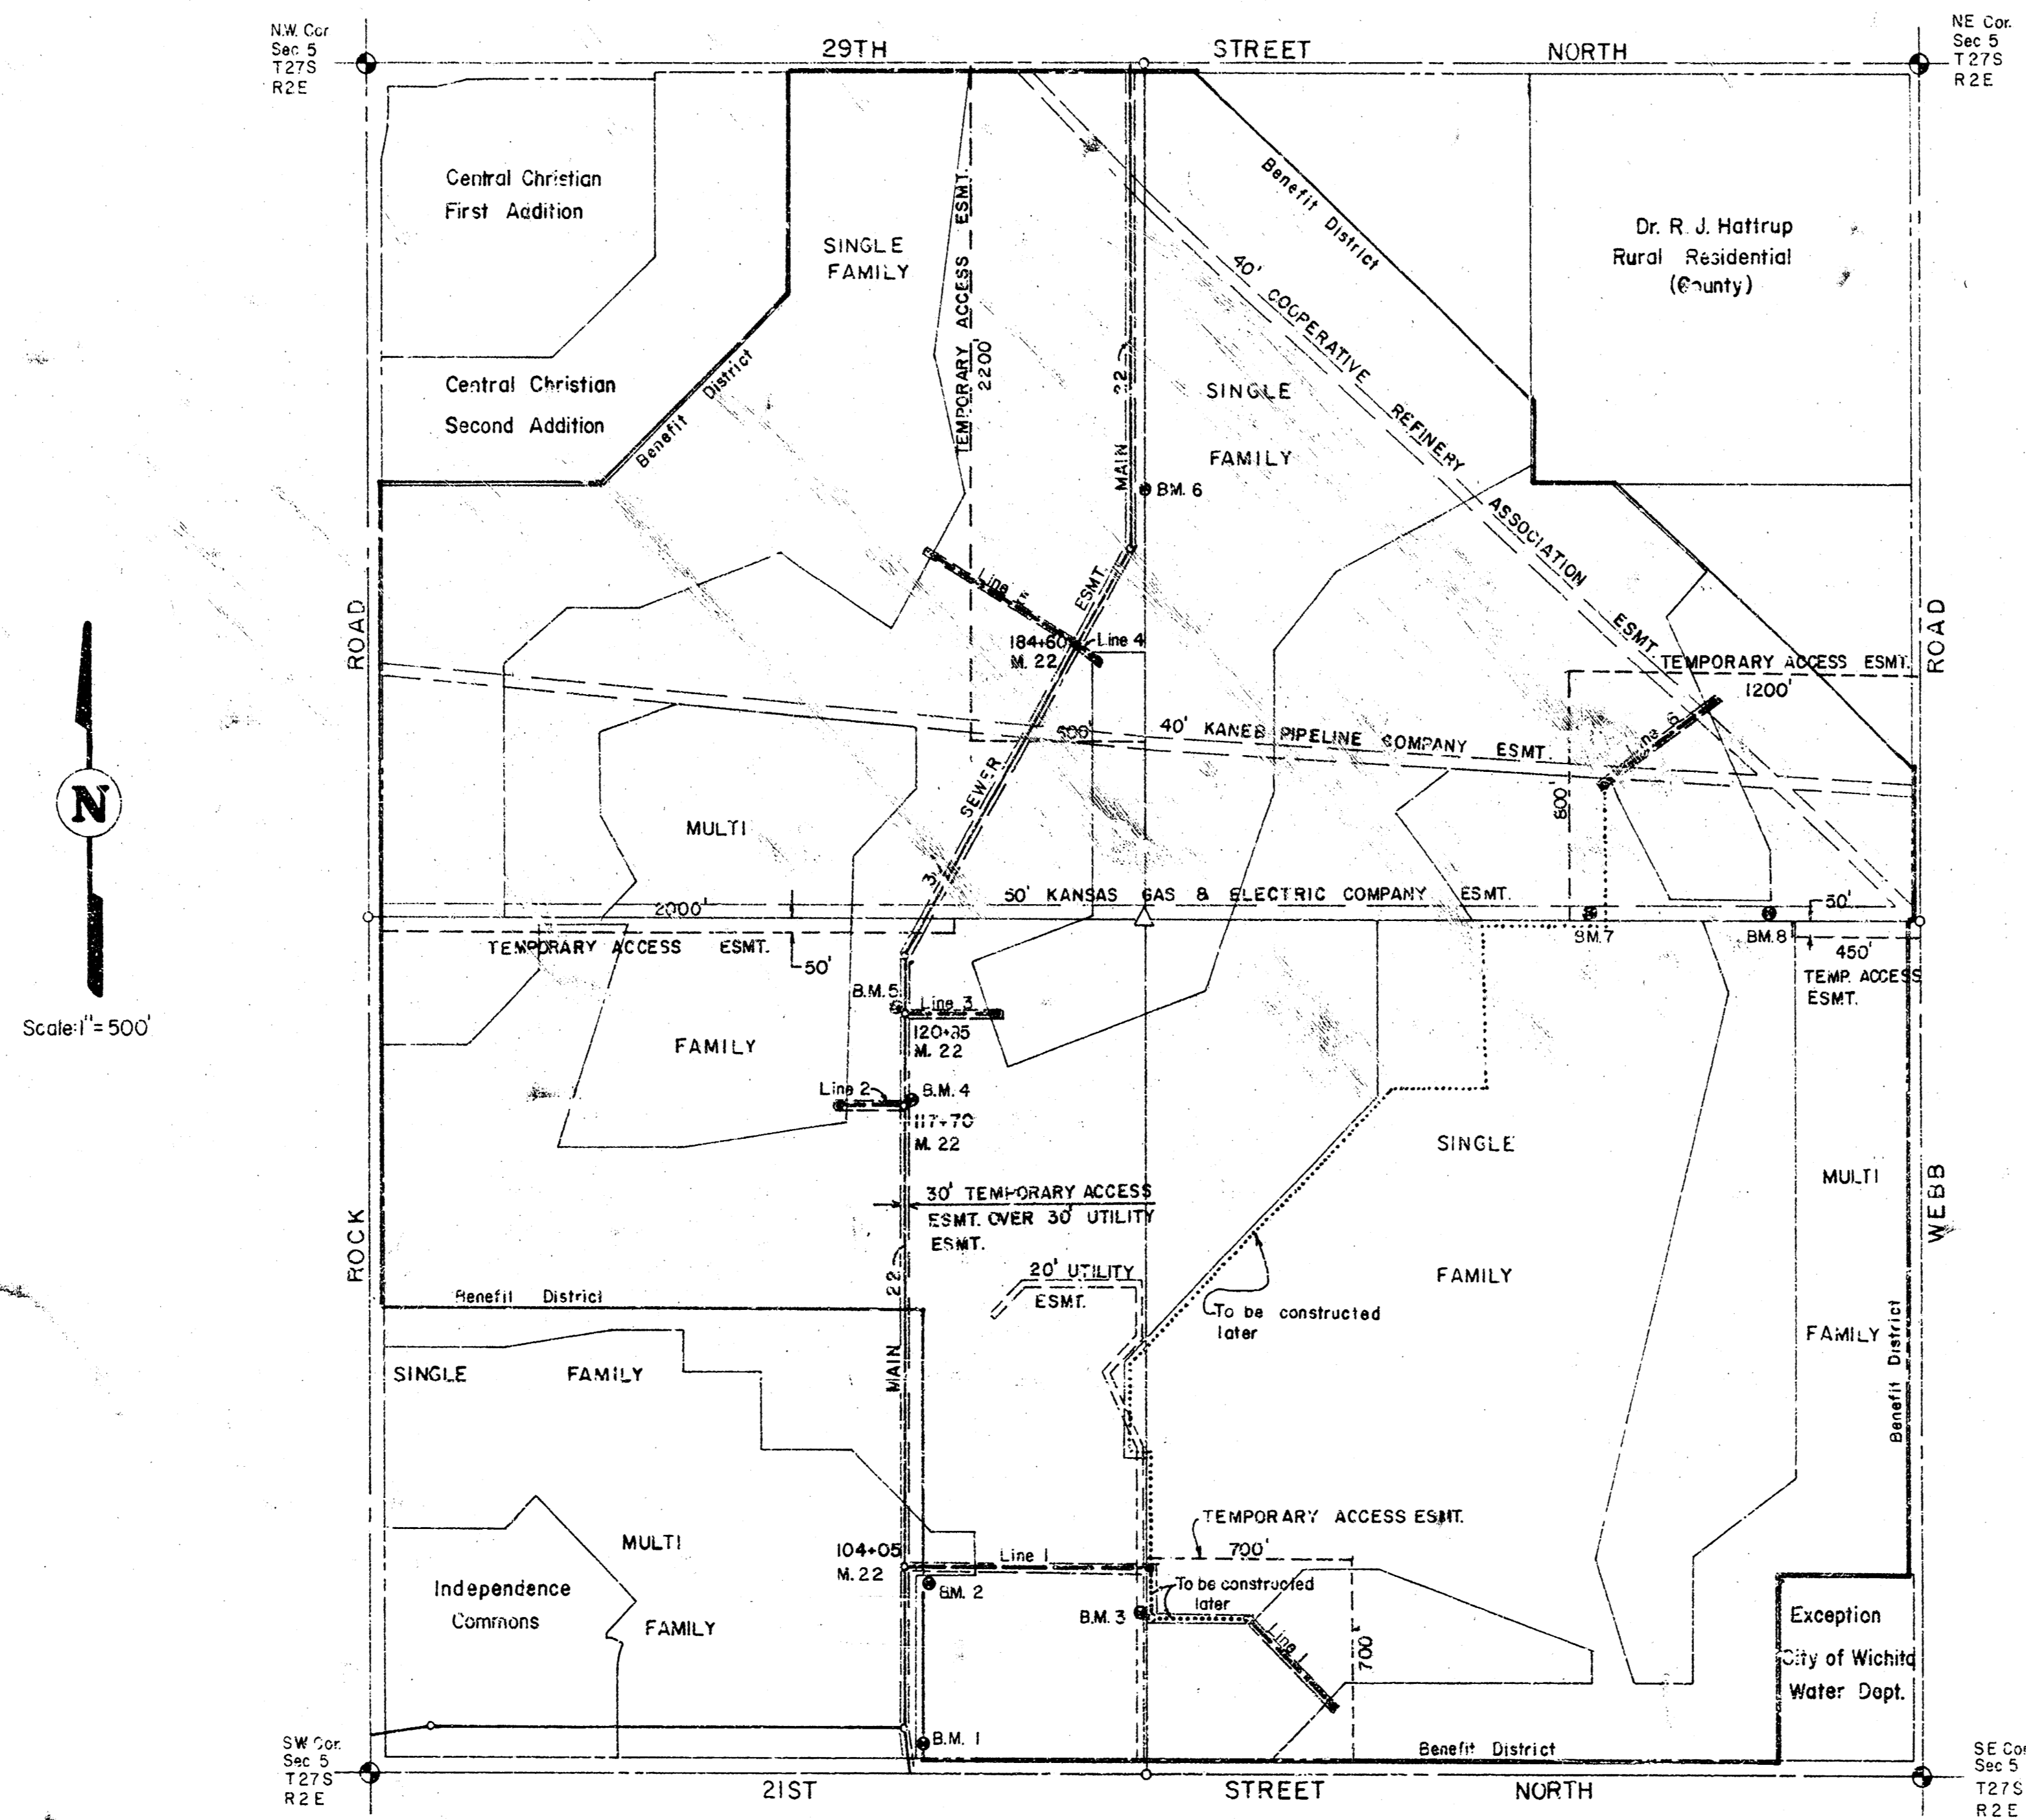 N.W. Cor
Sec 5
T27S
R2E
29TH STREET NORTH
NE Cor.
Sec 5
T27S
R2E
Central Christian
First Addition
SINGLE
FAMILY
TEMPORARY ACCESS ESMT.
2200'
Benefit District
40' COOPERATIVE REFINERY ASSOCIATION ESMT.
Dr. R. J. Hattrup
Rural Residential
(County)
Central Christian
Second Addition
Benefit District
MAIN 22
SINGLE
FAMILY
BM. 6
Line
ESMT
184+60
M. 22
Line 4
ROAD
ROAD
TEMPORARY ACCESS ESMT.
1200'
Line
500'
40' KANEB PIPELINE COMPANY ESMT.
SEWER
800'
N
MULTI
3
50' KANSAS GAS & ELECTRIC COMPANY ESMT.
2000'
50'
TEMPORARY ACCESS ESMT.
50'
BM.7
BM.8
450'
TEMP. ACCESS
ESMT.
Scale:1"=500'
B.M. 5
Line 3
120+85
M. 22
FAMILY
Line 2
B.M. 4
117+70
M. 22
SINGLE
MULTI
30' TEMPORARY ACCESS
ESMT. OVER 30' UTILITY
ESMT.
ROCK
WEBB
MAIN 22
20' UTILITY
ESMT.
FAMILY
Benefit District
To be constructed
later
FAMILY
Benefit District
SINGLE FAMILY
TEMPORARY ACCESS ESMT.
700'
MULTI
104+05
M. 22
Line 1
Independence
Commons
BM. 2
To be constructed
later
B.M. 3
FAMILY
Line 1
700'
Exception
City of Wichita
Water Dept.
B.M. 1
Benefit District
SW Cor.
Sec 5
T27S
R2E
21ST STREET NORTH
SE Cor
Sec 5
T27S
R2E